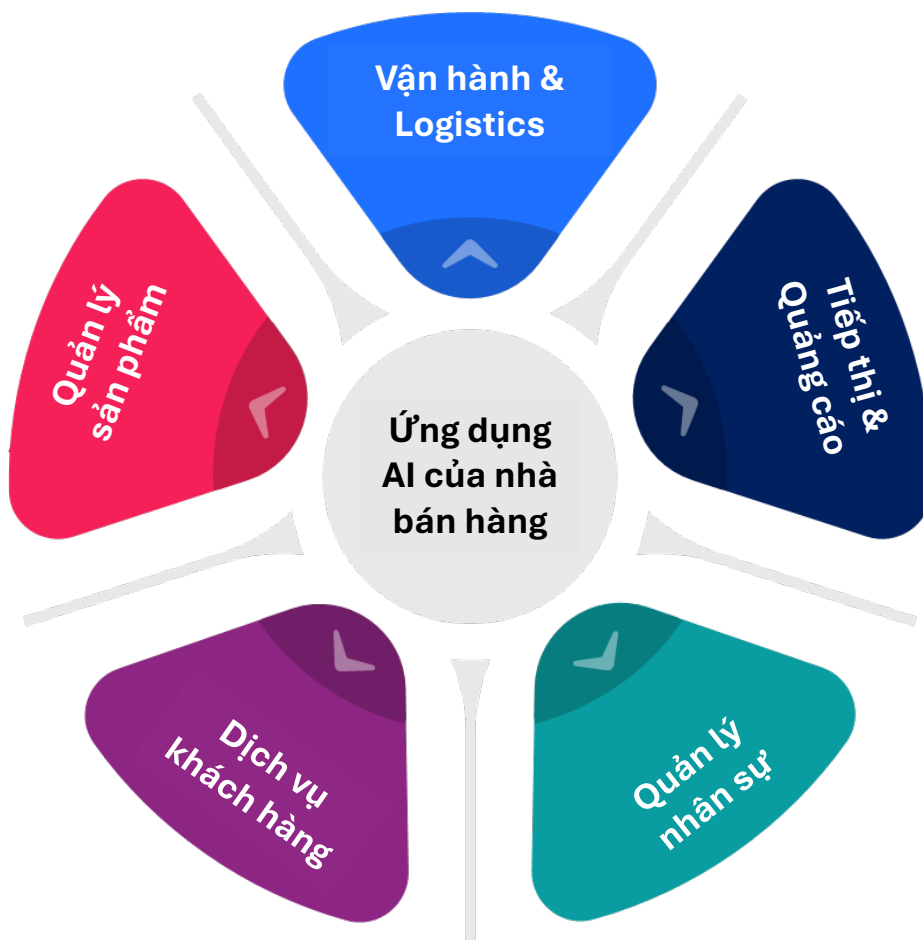 Vận hành &
Logistics
Tiếp thị &
Quảng cáo
Quản lý
nhân sự
Dịch vụ
khách hàng
Quản lý
sản phẩm
Ứng dụng
AI của nhà
bán hàng